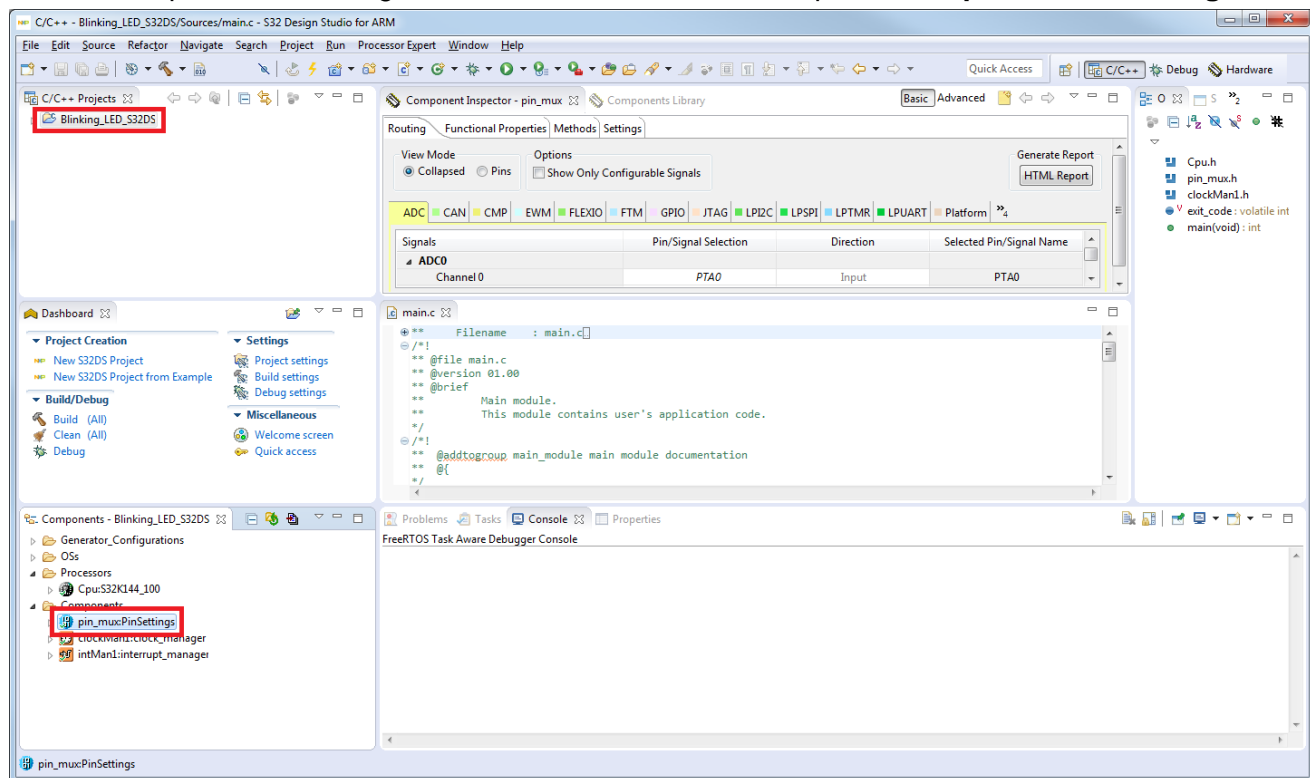 C/C++ - Blinking_LED_S32DS/Sources/main.c - S32 Design Studio for ARM
File Edit Source Refactor Navigate Search Project Run Processor Expert Window Help
Quick Access C/C++ Debug Hardware
C/C++ Projects
Blinking_LED_S32DS
Component Inspector - pin_mux Components Library Basic Advanced
Routing Functional Properties Methods Settings
View Mode Options Generate Report
Collapsed Pins Show Only Configurable Signals HTML Report
ADC CAN CMP EWM FLEXIO FTM GPIO JTAG LPI2C LPSPI LPTMR LPUART Platform »4
Signals Pin/Signal Selection Direction Selected Pin/Signal Name
ADC0
Channel 0 PTA0 Input PTA0
O S »2
Cpu.h
pin_mux.h
clockMan1.h
exit_code : volatile int
main(void) : int
Dashboard
Project Creation
New S32DS Project
New S32DS Project from Example
Build/Debug
Build (All)
Clean (All)
Debug
Settings
Project settings
Build settings
Debug settings
Miscellaneous
Welcome screen
Quick access
main.c
** Filename : main.c
/*!
** @file main.c
** @version 01.00
** @brief
** Main module.
** This module contains user's application code.
*/
/*!
** @addtogroup main_module main module documentation
** @{
*/
Components - Blinking_LED_S32DS
Generator_Configurations
OSs
Processors
Cpu:S32K144_100
Components
pin_mux:PinSettings
clockMan1:clock_manager
intMan1:interrupt_manager
Problems Tasks Console Properties
FreeRTOS Task Aware Debugger Console
pin_mux:PinSettings